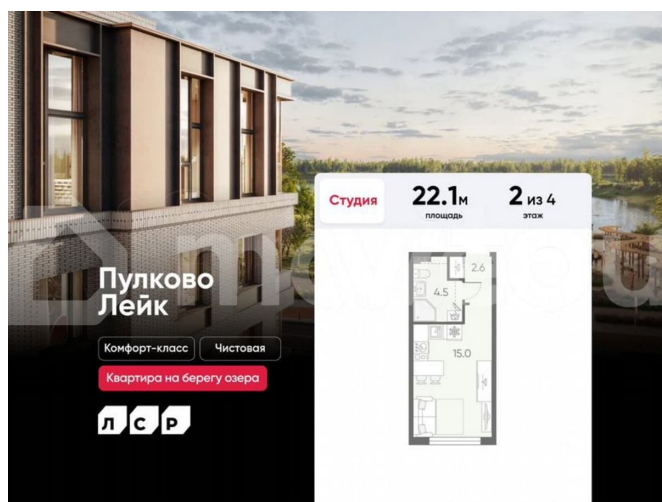 Студия
22.1м
площадь
2 из 4
этаж
2.6
4.5
15.0
Пулково
Лейк
Комфорт-класс
Чистовая
Квартира на берегу озера
ЛСР